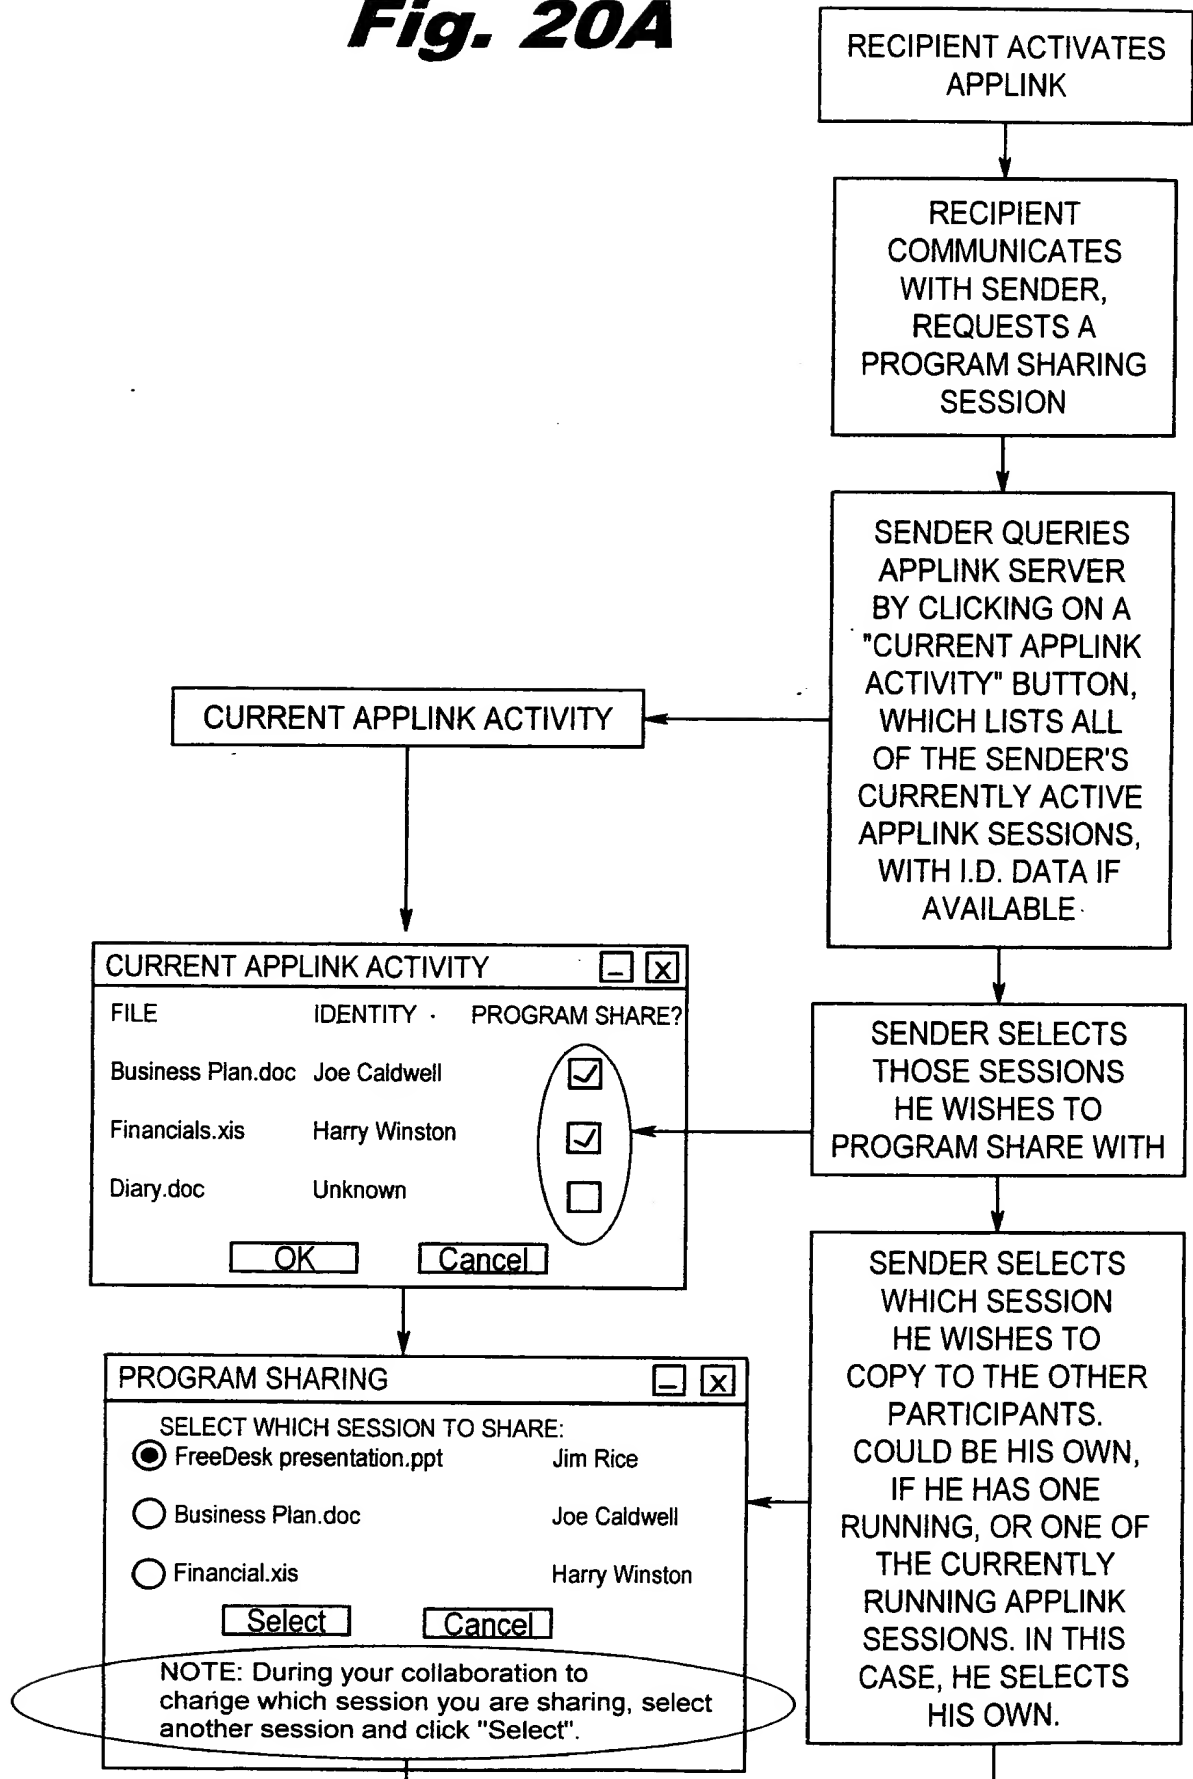 Fig. 20A
RECIPIENT ACTIVATES
APPLINK
RECIPIENT
COMMUNICATES
WITH SENDER,
REQUESTS A
PROGRAM SHARING
SESSION
SENDER QUERIES
APPLINK SERVER
BY CLICKING ON A
"CURRENT APPLINK
ACTIVITY" BUTTON,
WHICH LISTS ALL
OF THE SENDER'S
CURRENTLY ACTIVE
APPLINK SESSIONS,
WITH I.D. DATA IF
AVAILABLE
CURRENT APPLINK ACTIVITY
CURRENT APPLINK ACTIVITY _ X
FILE IDENTITY PROGRAM SHARE?
Business Plan.doc Joe Caldwell
Financials.xis Harry Winston
Diary.doc Unknown
OK Cancel
SENDER SELECTS
THOSE SESSIONS
HE WISHES TO
PROGRAM SHARE WITH
SENDER SELECTS
WHICH SESSION
HE WISHES TO
COPY TO THE OTHER
PARTICIPANTS.
COULD BE HIS OWN,
IF HE HAS ONE
RUNNING, OR ONE OF
THE CURRENTLY
RUNNING APPLINK
SESSIONS. IN THIS
CASE, HE SELECTS
HIS OWN.
PROGRAM SHARING _ X
SELECT WHICH SESSION TO SHARE:
FreeDesk presentation.ppt Jim Rice
Business Plan.doc Joe Caldwell
Financial.xis Harry Winston
Select Cancel
NOTE: During your collaboration to
change which session you are sharing, select
another session and click "Select".